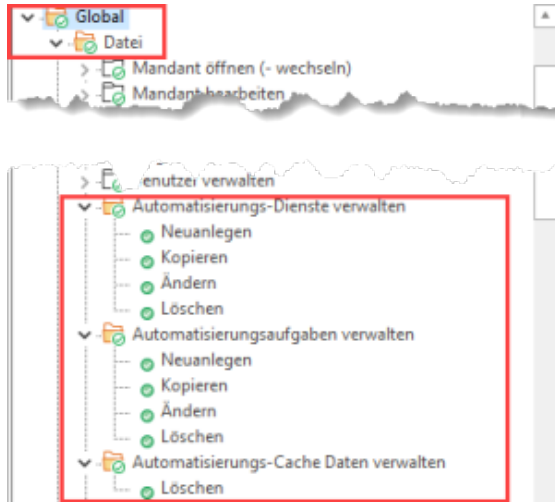 Global
Datei
Mandant öffnen (- wechseln)
Mandant bearbeiten
Benutzer verwalten
Automatisierungs-Dienste verwalten
Neuanlegen
Kopieren
Ändern
Löschen
Automatisierungsaufgaben verwalten
Neuanlegen
Kopieren
Ändern
Löschen
Automatisierungs-Cache Daten verwalten
Löschen